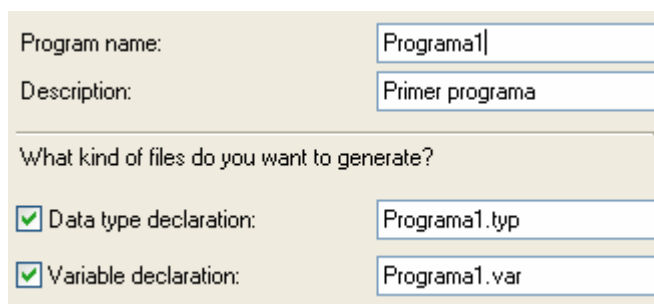 Program name: Programa1
Description: Primer programa
What kind of files do you want to generate?
Data type declaration: Programa1.typ
Variable declaration: Programa1.var